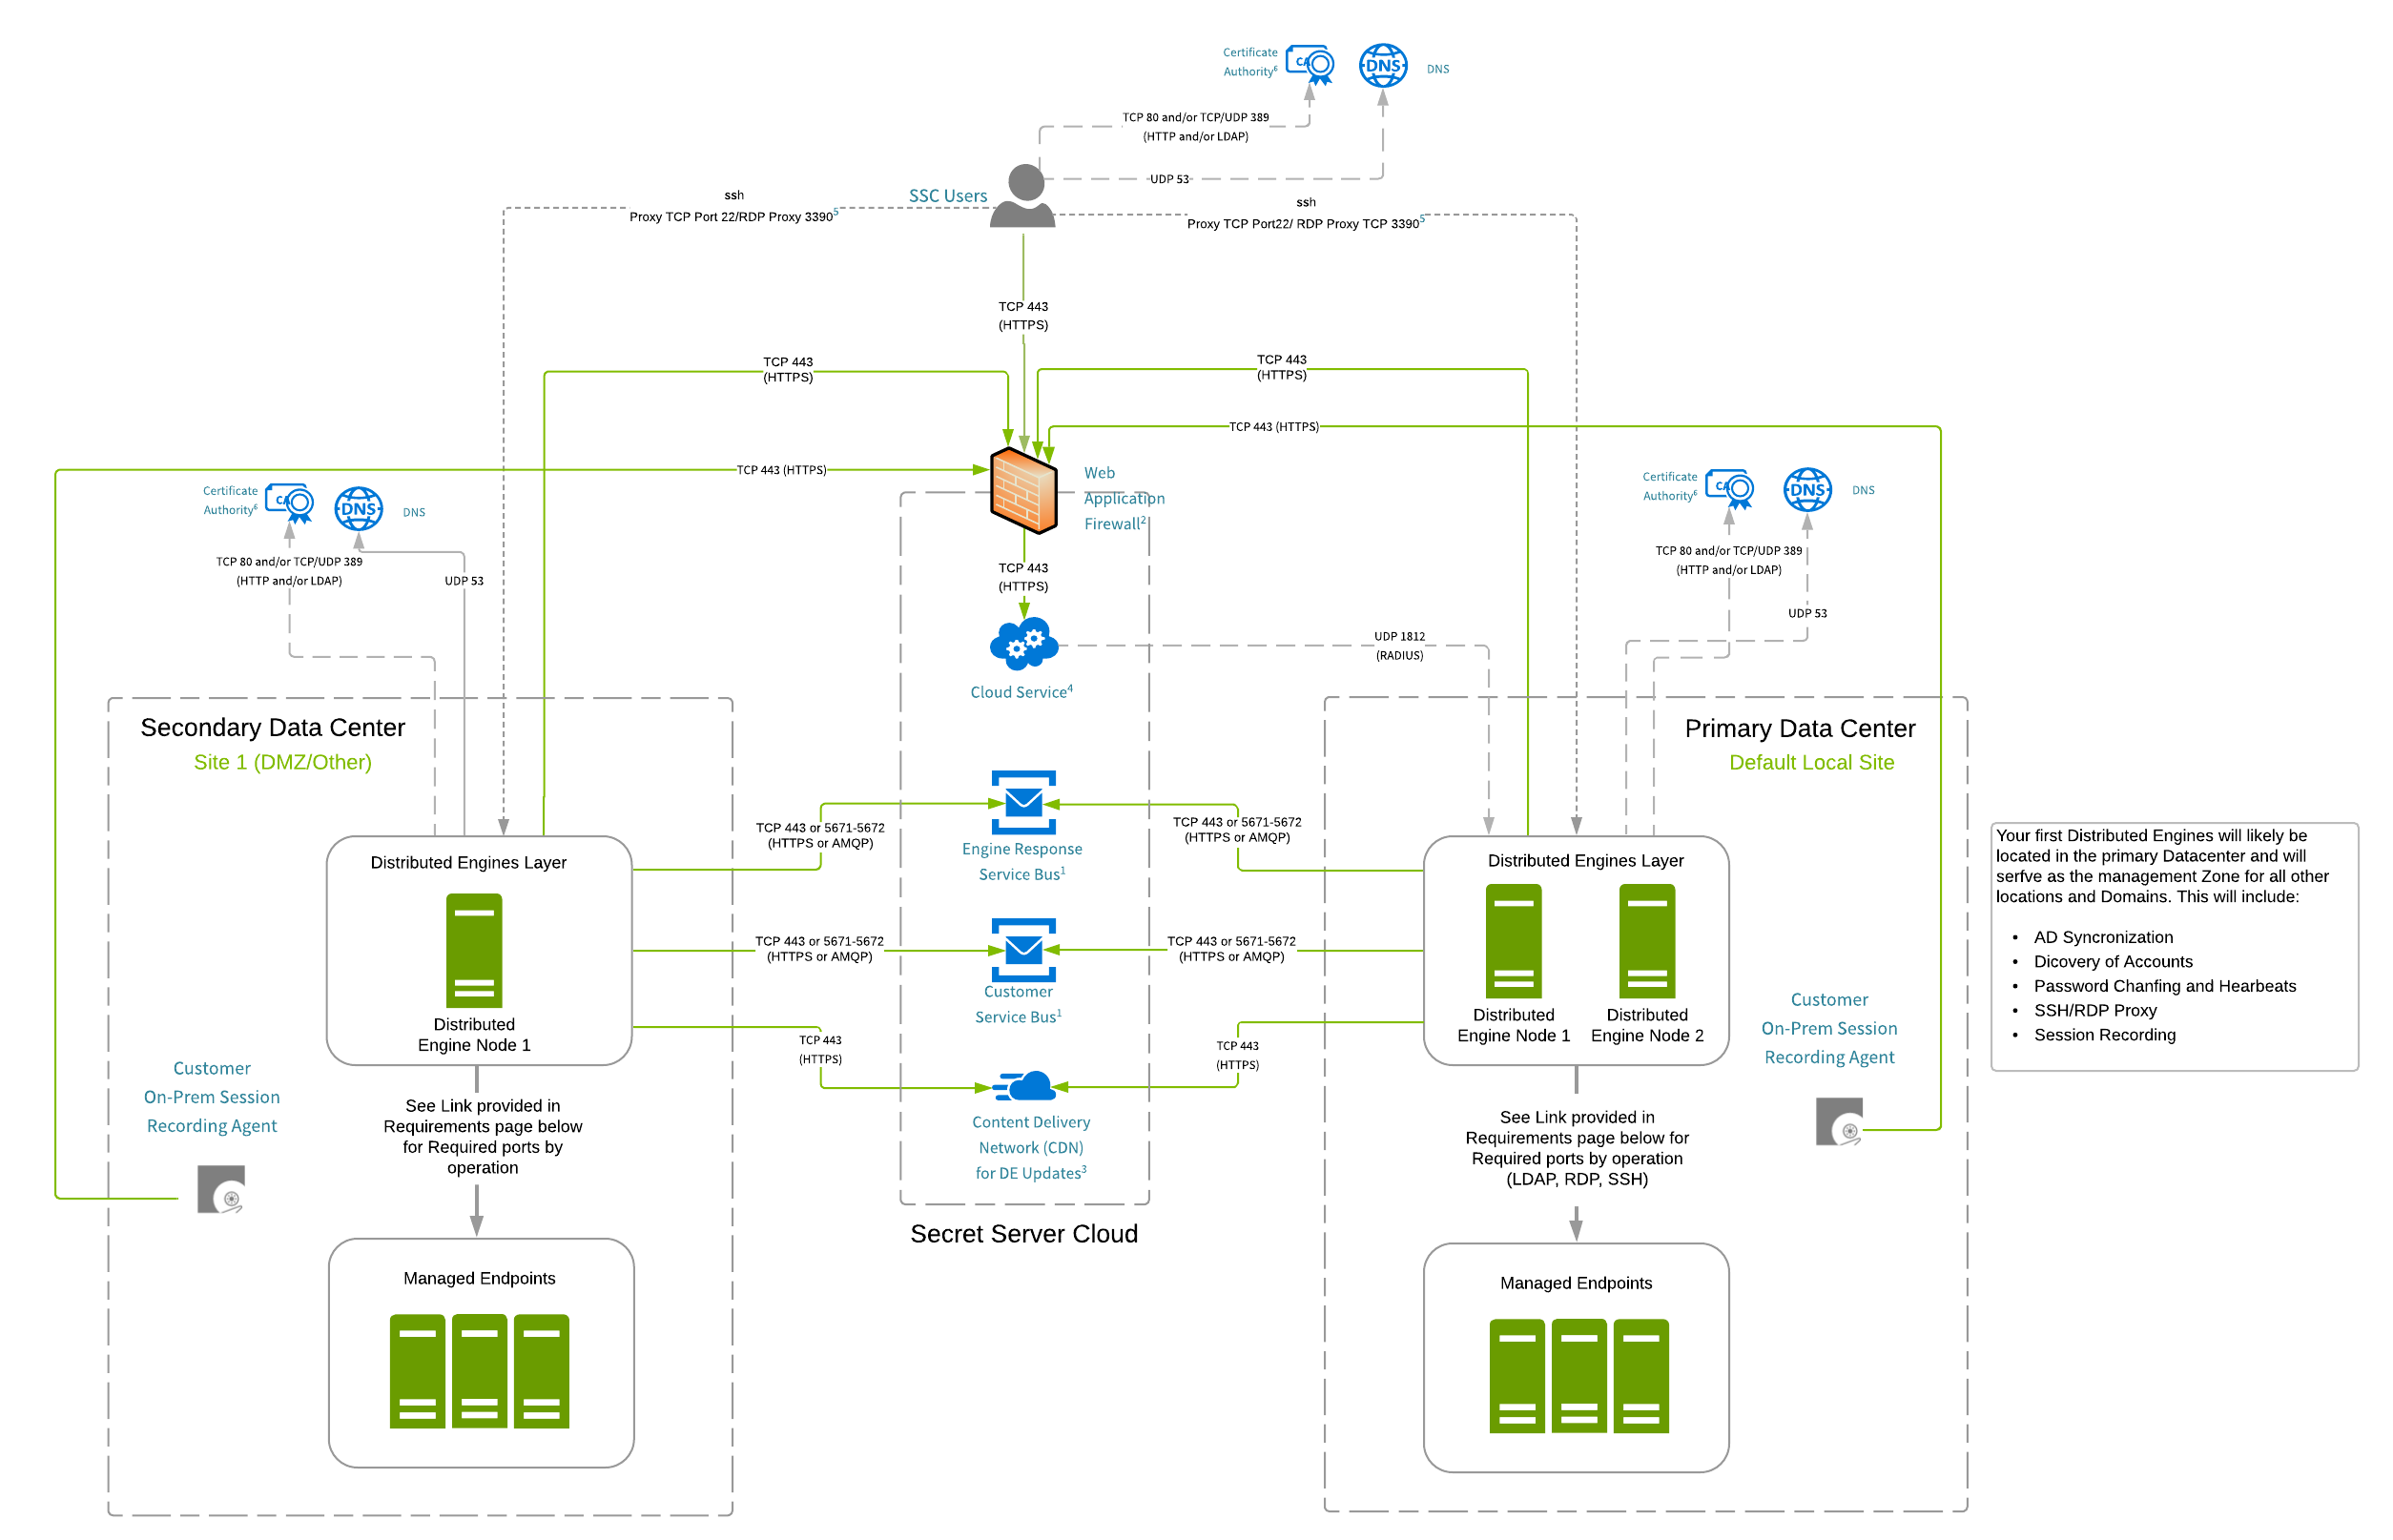 Certificate
Authority6
CA
DNS
DNS
TCP 80 and/or TCP/UDP 389
(HTTP and/or LDAP)
UDP 53
SSC Users
ssh
Proxy TCP Port 22/RDP Proxy 33905
ssh
Proxy TCP Port22/ RDP Proxy TCP 33905
TCP 443
(HTTPS)
TCP 443
(HTTPS)
TCP 443
(HTTPS)
TCP 443 (HTTPS)
TCP 443 (HTTPS)
Web
Application
Firewall2
Certificate
Authority6
CA
DNS
DNS
TCP 80 and/or TCP/UDP 389
(HTTP and/or LDAP)
UDP 53
Certificate
Authority6
CA
DNS
DNS
TCP 80 and/or TCP/UDP 389
(HTTP and/or LDAP)
UDP 53
TCP 443
(HTTPS)
UDP 1812
(RADIUS)
Cloud Service4
Secondary Data Center
Site 1 (DMZ/Other)
Primary Data Center
Default Local Site
Distributed Engines Layer
Distributed
Engine Node 1
TCP 443 or 5671-5672
(HTTPS or AMQP)
Engine Response
Service Bus1
TCP 443 or 5671-5672
(HTTPS or AMQP)
TCP 443 or 5671-5672
(HTTPS or AMQP)
Customer
Service Bus1
TCP 443 or 5671-5672
(HTTPS or AMQP)
TCP 443
(HTTPS)
Content Delivery
Network (CDN)
for DE Updates3
TCP 443
(HTTPS)
Distributed Engines Layer
Distributed
Engine Node 1
Distributed
Engine Node 2
Your first Distributed Engines will likely be
located in the primary Datacenter and will
serfve as the management Zone for all other
locations and Domains. This will include:
• AD Syncronization
• Dicovery of Accounts
• Password Chanfing and Hearbeats
• SSH/RDP Proxy
• Session Recording
Customer
On-Prem Session
Recording Agent
See Link provided in
Requirements page below
for Required ports by
operation
Customer
On-Prem Session
Recording Agent
See Link provided in
Requirements page below for
Required ports by operation
(LDAP, RDP, SSH)
Secret Server Cloud
Managed Endpoints
Managed Endpoints